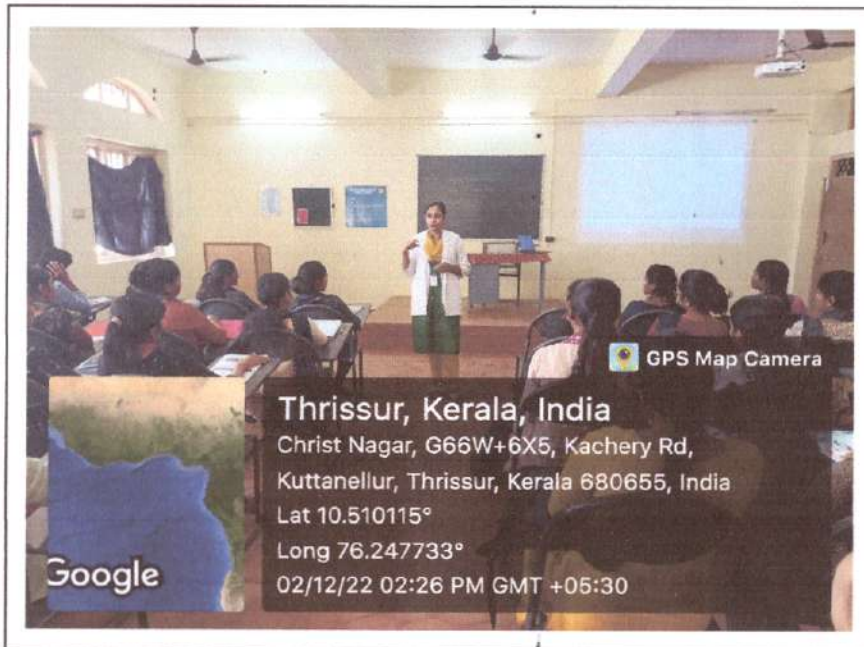 GPS Map Camera
Thrissur, Kerala, India
Christ Nagar, G66W+6X5, Kachery Rd,
Kuttanellur, Thrissur, Kerala 680655, India
Lat 10.510115°
Long 76.247733°
02/12/22 02:26 PM GMT +05:30
Google